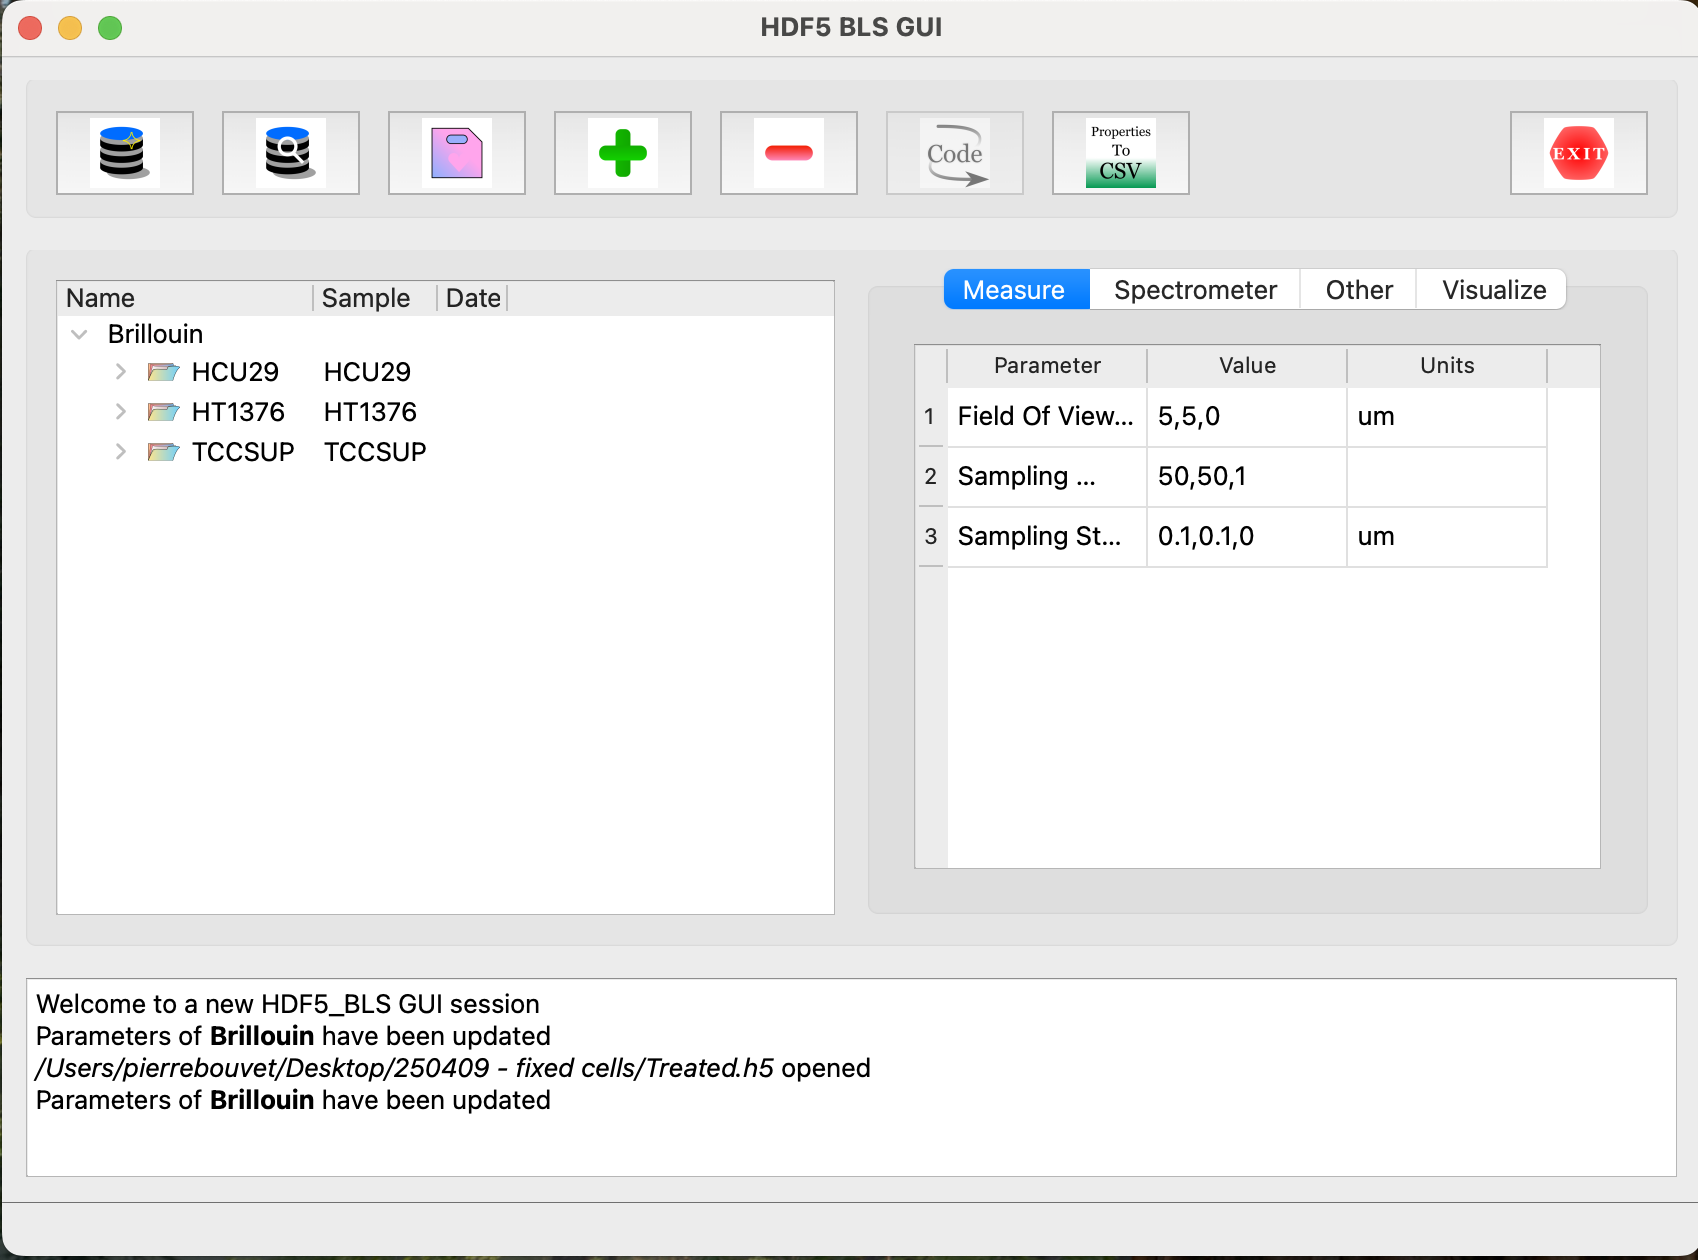 HDF5 BLS GUI
Code
Properties
To
CSV
EXIT
Name Sample Date
Brillouin
HCU29 HCU29
HT1376 HT1376
TCCSUP TCCSUP
Measure Spectrometer Other Visualize
Parameter Value Units
1 Field Of View... 5,5,0 um
2 Sampling ... 50,50,1
3 Sampling St... 0.1,0.1,0 um
Welcome to a new HDF5_BLS GUI session
Parameters of Brillouin have been updated
/Users/pierrebouvet/Desktop/250409 - fixed cells/Treated.h5 opened
Parameters of Brillouin have been updated